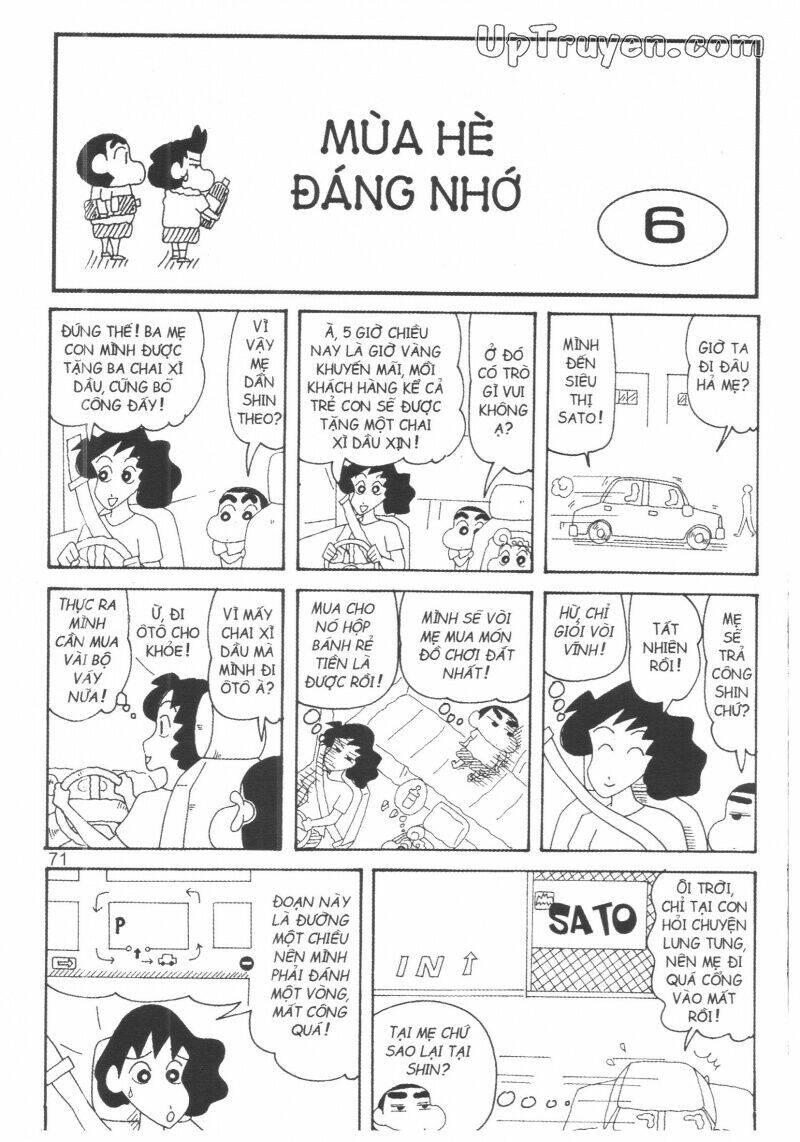 UpTruyen.com
MÙA HÈ
ĐÁNG NHỚ
6
GIỜ TA
ĐI ĐÂU
HẢ MẸ?
MÌNH
ĐẾN
SIÊU
THỊ
SATO!
Ở ĐÓ
CÓ TRÒ
GÌ VUI
KHÔNG
Ạ?
À, 5 GIỜ CHIỀU
NAY LÀ GIỜ VÀNG
KHUYẾN MÃI, MỖI
KHÁCH HÀNG KỂ CẢ
TRẺ CON SẼ ĐƯỢC
TẶNG MỘT CHAI
XÌ DẦU XỊN!
VÌ
VẬY
MẸ
DẪN
SHIN
THEO?
ĐÚNG THẾ! BA MẸ
CON MÌNH ĐƯỢC
TẶNG BA CHAI XÌ
DẦU, CŨNG BÕ
CÔNG ĐẤY!
MẸ
SẼ
TRẢ
CÔNG
SHIN
CHỨ?
TẤT
NHIÊN
RỒI!
HỪ, CHỈ
GIỎI VÒI
VĨNH!
MÌNH SẼ VÒI
MẸ MUA MÓN
ĐỒ CHƠI ĐẮT
NHẤT!
MUA CHO
NÓ HỘP
BÁNH RẺ
TIỀN LÀ
ĐƯỢC RỒI!
VÌ MẤY
CHAI XÌ
DẦU MÀ
MÌNH ĐI
ÔTÔ À?
Ừ, ĐI
ÔTÔ CHO
KHỎE!
THỰC RA
MÌNH
CẦN MUA
VÀI BỘ
VÁY
NỮA!
71
ÔI TRỜI,
CHỈ TẠI CON
HỎI CHUYỆN
LUNG TUNG,
NÊN MẸ ĐI
QUÁ CỔNG
VÀO MẤT
RỒI!
SATO
IN
TẠI MẸ CHỨ
SAO LẠI TẠI
SHIN?
ĐOẠN NÀY
LÀ ĐƯỜNG
MỘT CHIỀU
NÊN MÌNH
PHẢI ĐÁNH
MỘT VÒNG,
MẤT CÔNG
QUÁ!
P